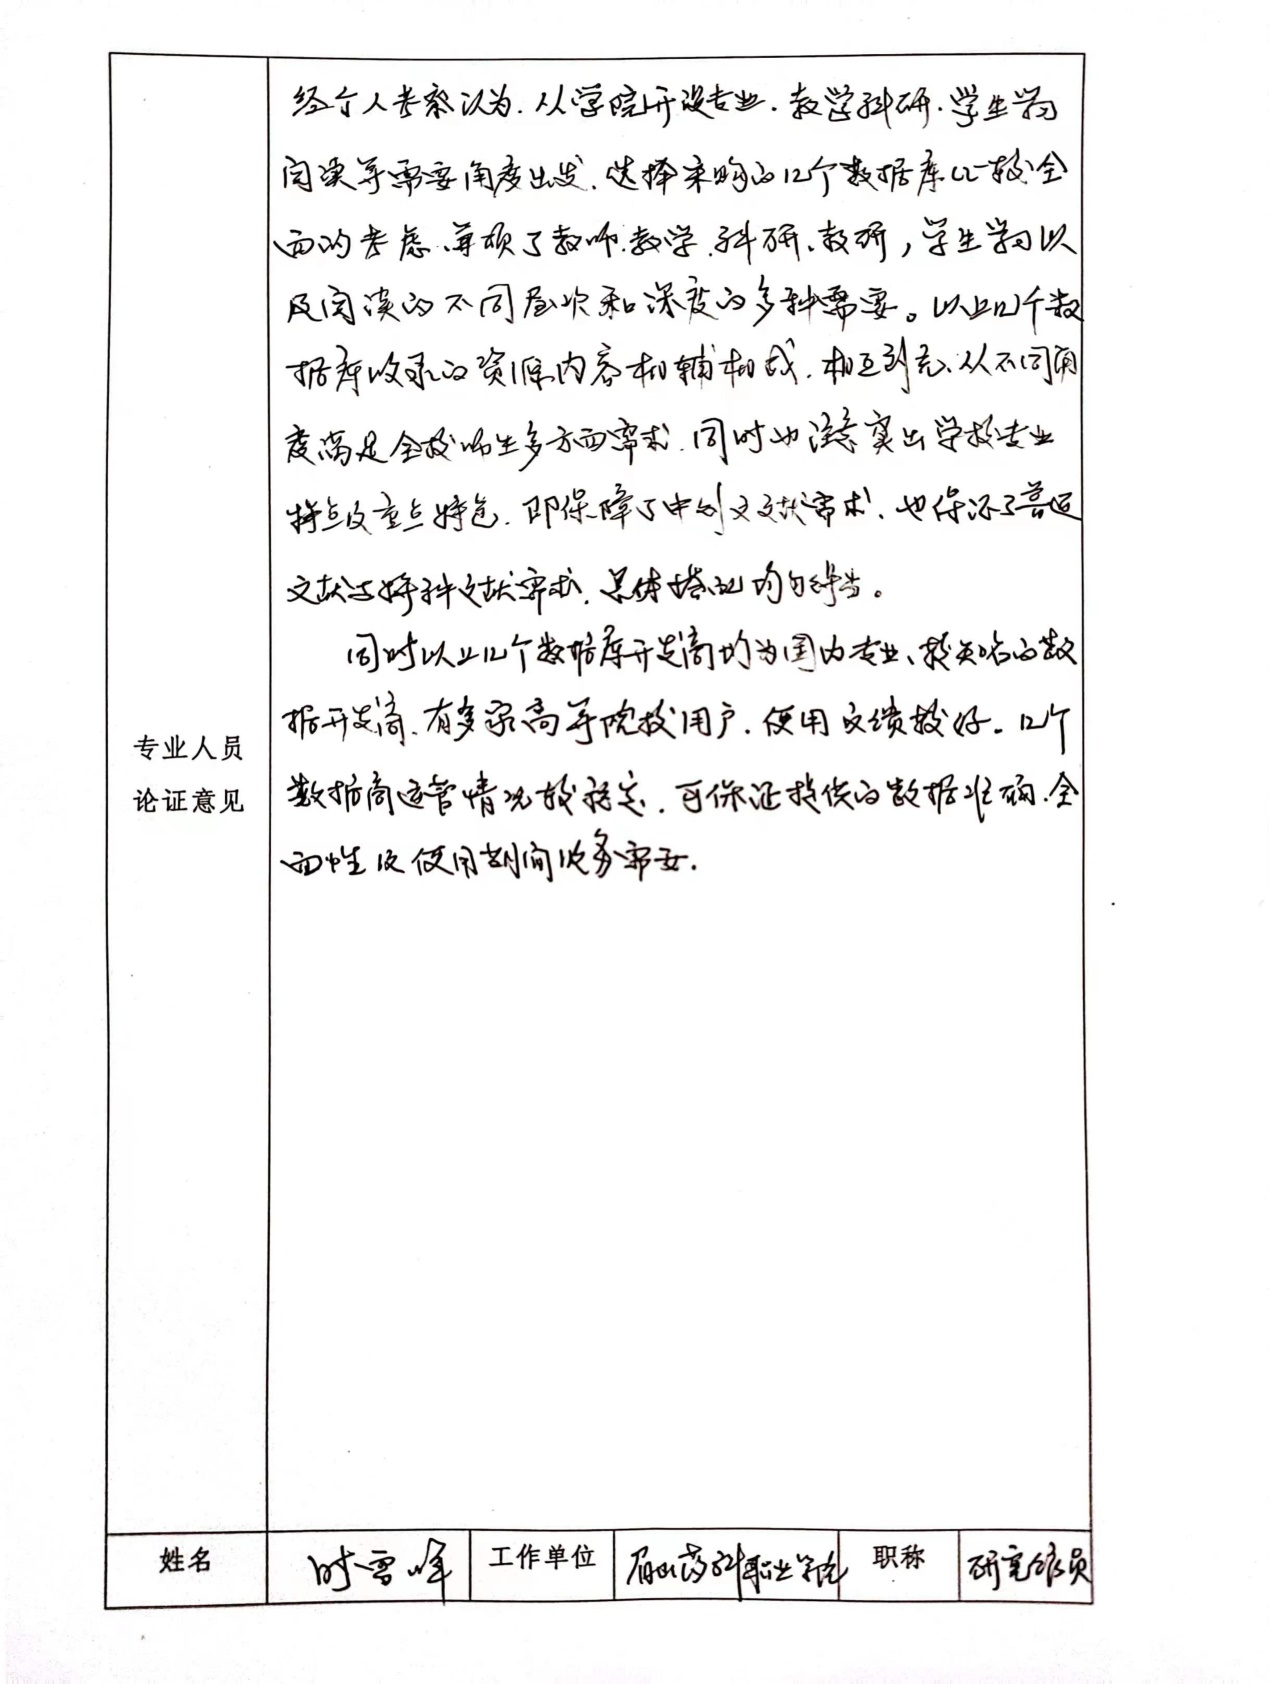 经个人考察认为.从学院开设专业.教学科研.学生学习
阅读等需要角度出发.选择采购的12个数据库比较全
面的考虑、兼顾了教师.教学.科研.教研，学生学习以
及阅读的不同层次和深度的多种需要。以上12个数
据库收录的资源内容相辅相成.相互补充、从不同角
度满足全校师生多方面需求.同时也注意突出学校专业
特点及重点特色.即保障了中外文文献需求.也保证了普通
文献与特种文献需求.总体搭配均匀得当。
同时以上12个数据库开发商均为国内专业、较知名的数
据开发商.有多家高等院校用户.使用成绩较好。12个
数据商运营情况较稳定.可保证提供的数据准确.全
面性及使用期间服务需要.
专业人员
论证意见
姓名 时雪峰 工作单位 眉山药科职业学院 职称 研究馆员